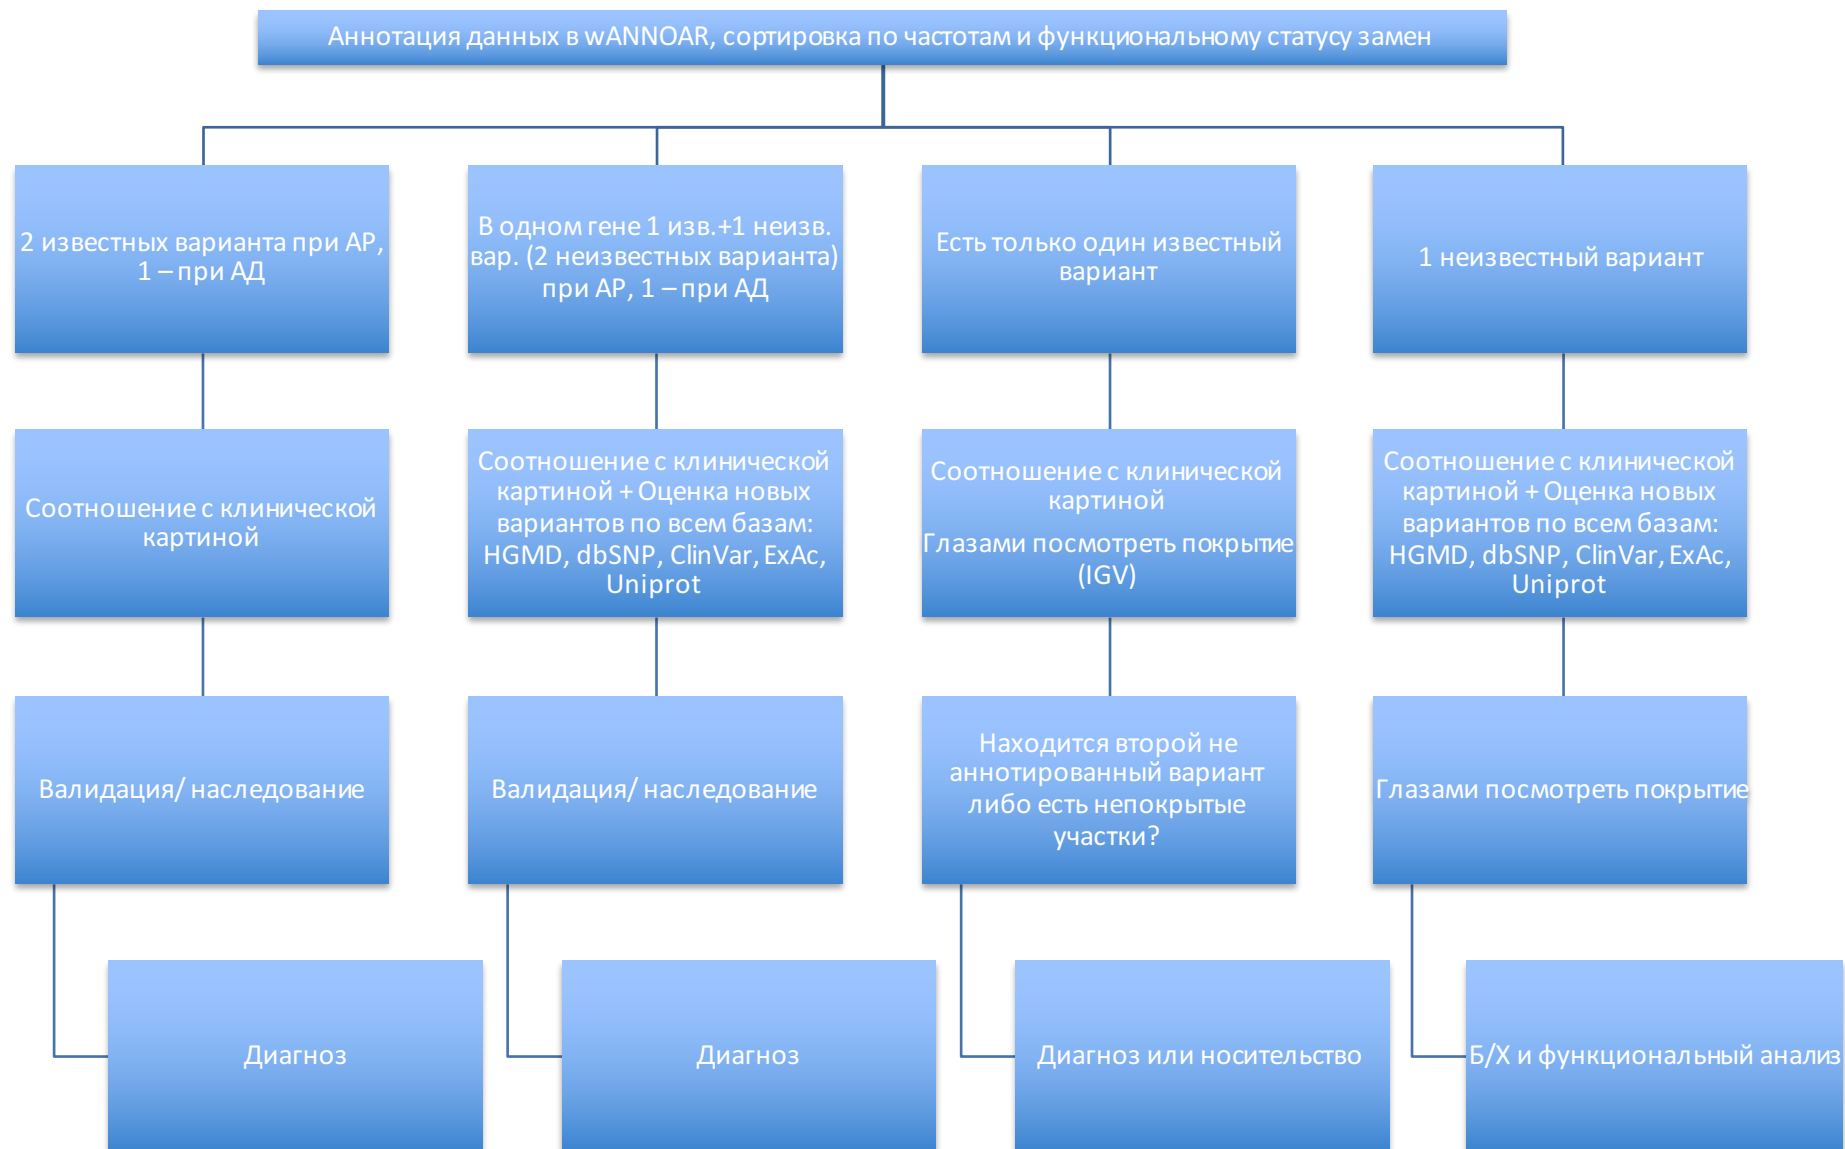 Аннотация данных в wANNOAR, сортировка по частотам и функциональному статусу замен
2 известных варианта при АР,
1 – при АД
В одном гене 1 изв.+1 неизв.
вар. (2 неизвестных варианта)
при АР, 1 – при АД
Есть только один известный
вариант
1 неизвестный вариант
Соотношение с клинической
картиной
Соотношение с клинической
картиной + Оценка новых
вариантов по всем базам:
HGMD, dbSNP, ClinVar, ExAc,
Uniprot
Соотношение с клинической
картиной
Глазами посмотреть покрытие
(IGV)
Соотношение с клинической
картиной + Оценка новых
вариантов по всем базам:
HGMD, dbSNP, ClinVar, ExAc,
Uniprot
Валидация/ наследование
Валидация/ наследование
Находится второй не
аннотированный вариант
либо есть непокрытые
участки?
Глазами посмотреть покрытие
Диагноз
Диагноз
Диагноз или носительство
Б/Х и функциональный анализ